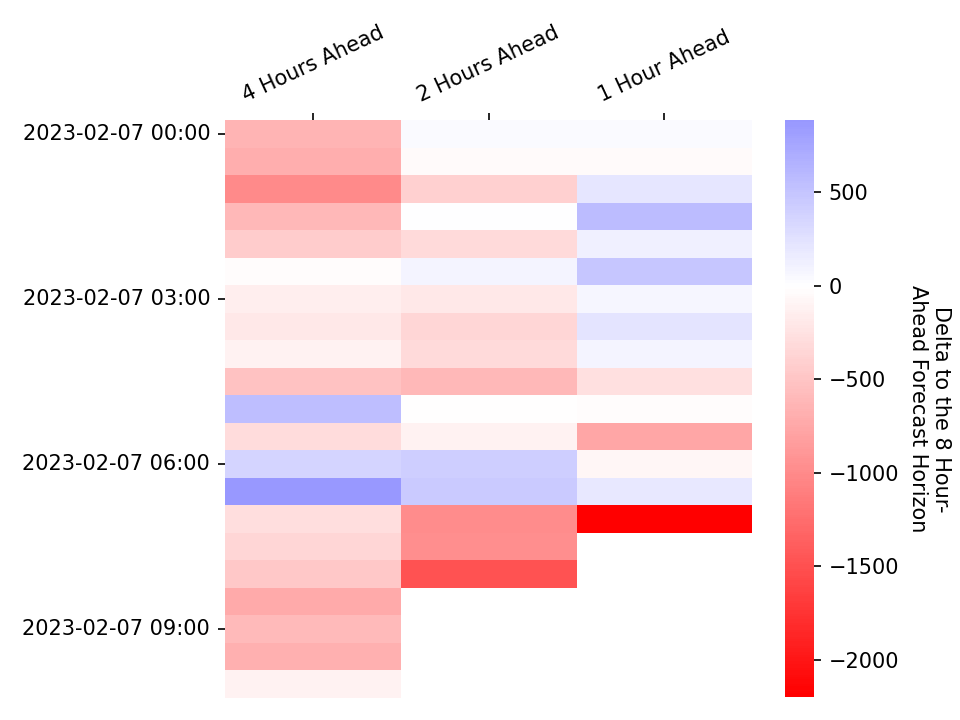 4 Hours Ahead
2 Hours Ahead
1 Hour Ahead
2023-02-07 00:00
2023-02-07 03:00
2023-02-07 06:00
2023-02-07 09:00
500
0
−500
−1000
−1500
−2000
Delta to the 8 Hour-
Ahead Forecast Horizon